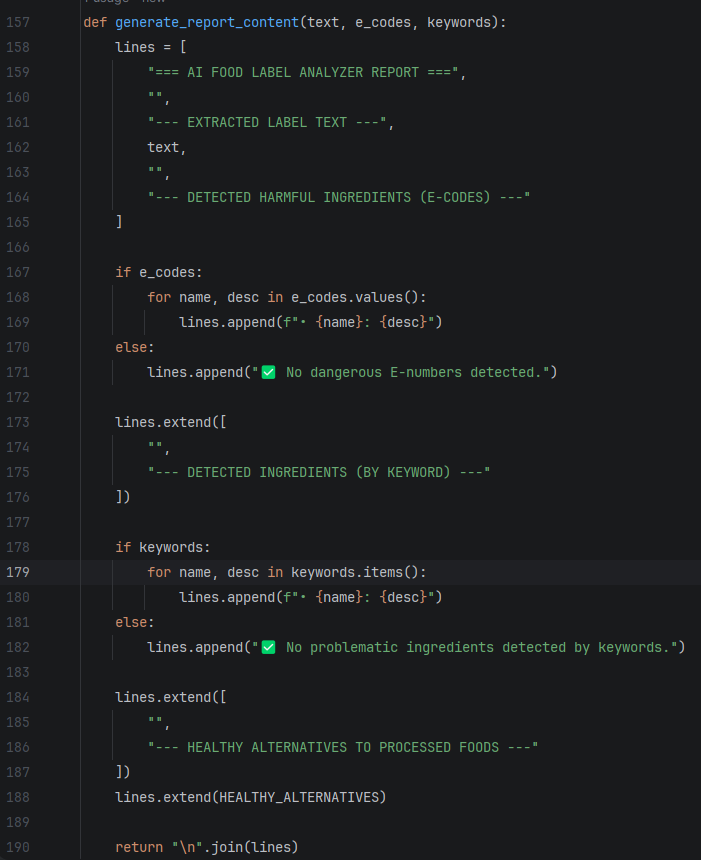 157 def generate_report_content(text, e_codes, keywords):
158     lines = [
159         "=== AI FOOD LABEL ANALYZER REPORT ===",
160         "",
161         "--- EXTRACTED LABEL TEXT ---",
162         text,
163         "",
164         "--- DETECTED HARMFUL INGREDIENTS (E-CODES) ---"
165     ]
166
167     if e_codes:
168         for name, desc in e_codes.values():
169             lines.append(f"• {name}: {desc}")
170     else:
171         lines.append("✅ No dangerous E-numbers detected.")
172
173     lines.extend([
174         "",
175         "--- DETECTED INGREDIENTS (BY KEYWORD) ---"
176     ])
177
178     if keywords:
179         for name, desc in keywords.items():
180             lines.append(f"• {name}: {desc}")
181     else:
182         lines.append("✅ No problematic ingredients detected by keywords.")
183
184     lines.extend([
185         "",
186         "--- HEALTHY ALTERNATIVES TO PROCESSED FOODS ---"
187     ])
188     lines.extend(HEALTHY_ALTERNATIVES)
189
190     return "\n".join(lines)